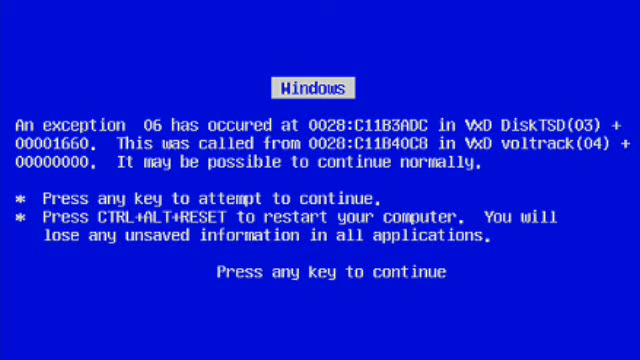 Windows
An exception 06 has occured at 0028:C11B3ADC in VxD DiskTSD(03) +
00001660. This was called from 0028:C11B40C8 in VxD voltrack(04) +
00000000. It may be possible to continue normally.
* Press any key to attempt to continue.
* Press CTRL+ALT+RESET to restart your computer. You will
lose any unsaved information in all applications.
Press any key to continue